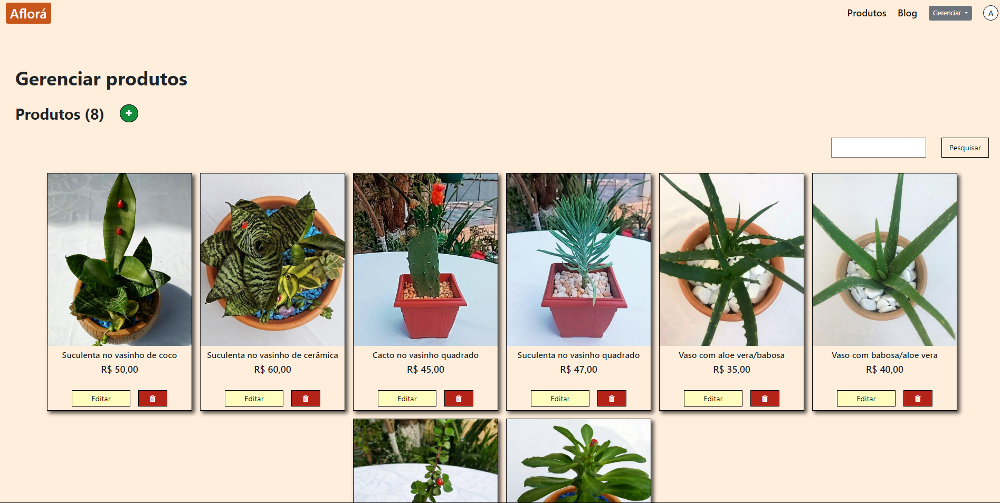 Aflorá
Produtos Blog Gerenciar A
Gerenciar produtos
Produtos (8) +
Pesquisar
Suculenta no vasinho de coco
R$ 50,00
Editar
Suculenta no vasinho de cerâmica
R$ 60,00
Editar
Cacto no vasinho quadrado
R$ 45,00
Editar
Suculenta no vasinho quadrado
R$ 47,00
Editar
Vaso com aloe vera/babosa
R$ 35,00
Editar
Vaso com babosa/aloe vera
R$ 40,00
Editar